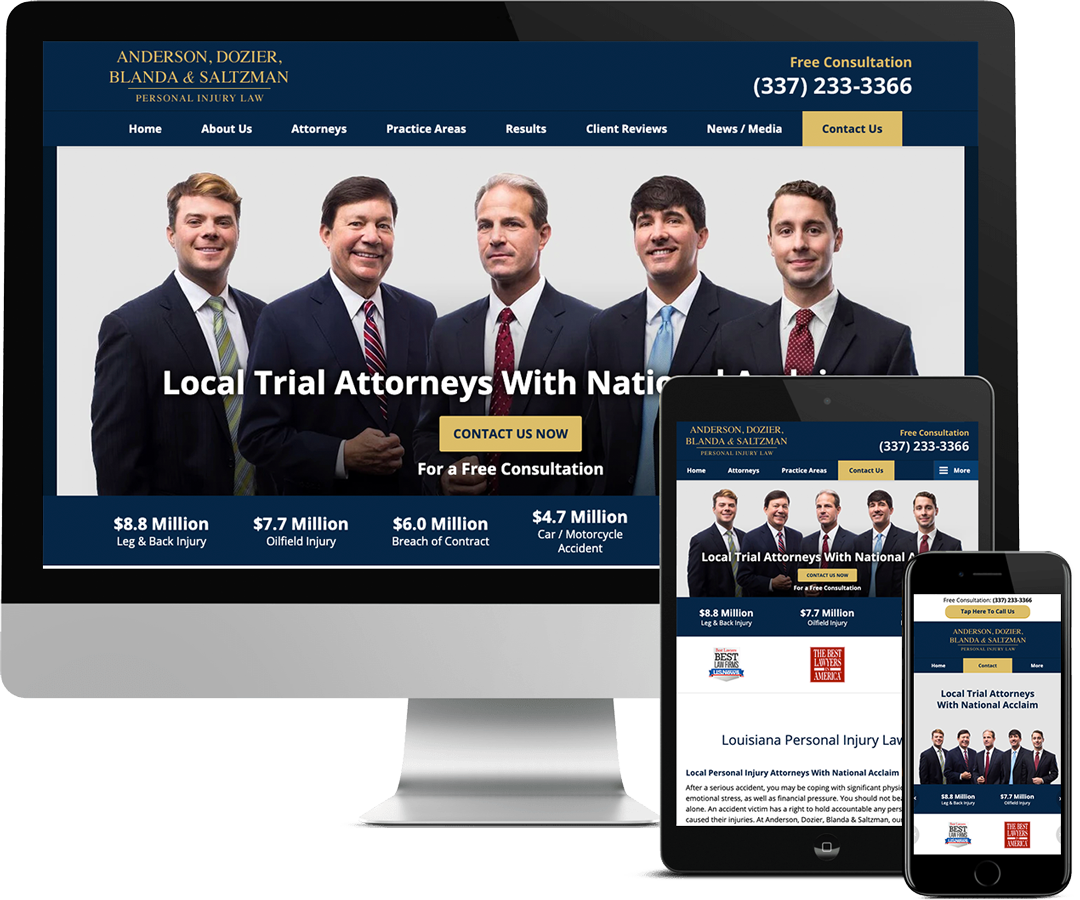 ANDERSON, DOZIER,
BLANDA & SALTZMAN
PERSONAL INJURY LAW
Free Consultation
(337) 233-3366
Home About Us Attorneys Practice Areas Results Client Reviews News / Media Contact Us
Local Trial Attorneys With
CONTACT US NOW
For a Free Consultation
$8.8 Million
Leg & Back Injury
$7.7 Million
Oilfield Injury
$6.0 Million
Breach of Contract
$4.7 Million
Car / Motorcycle
Accident
ANDERSON, DOZIER,
BLANDA & SALTZMAN
PERSONAL INJURY LAW
Free Consultation
(337) 233-3366
Home Attorneys Practice Areas Contact Us More
Local Trial Attorneys With National A
CONTACT US NOW
For a Free Consultation
$8.8 Million
Leg & Back Injury
$7.7 Million
Oilfield Injury
Best Lawyers
BEST
LAW FIRMS
U.S.News
THE BEST
LAWYERS
IN
AMERICA
Louisiana Personal Injury Law
Local Personal Injury Attorneys With National Acclaim
After a serious accident, you may be coping with significant physic
emotional stress, as well as financial pressure. You should not bea
alone. An accident victim has a right to hold accountable any pers
caused their injuries. At Anderson, Dozier, Blanda & Saltzman, ou
Free Consultation: (337) 233-3366
Tap Here To Call Us
ANDERSON, DOZIER,
BLANDA & SALTZMAN
PERSONAL INJURY LAW
Home Contact More
Local Trial Attorneys
With National Acclaim
$8.8 Million
Leg & Back Injury
$7.7 Million
Oilfield Injury
BEST
LAW FIRMS
U.S.News
THE BEST
LAWYERS
IN
AMERICA